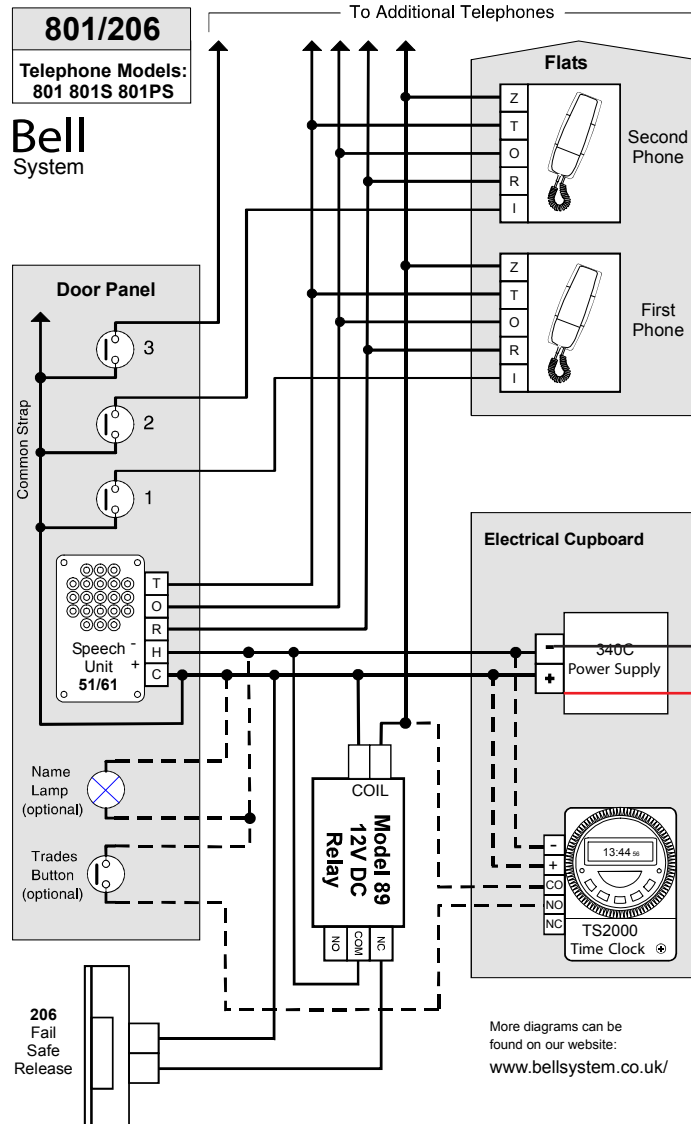 To Additional Telephones
801/206
Telephone Models:
801 801S 801PS
Bell
System
Flats
Z
T
O
R
I
Second
Phone
Z
T
O
R
I
First
Phone
Door Panel
Common Strap
3
2
1
Speech
Unit
51/61
-
+
T
O
R
H
C
Name
Lamp
(optional)
Trades
Button
(optional)
COIL
Model 89
12V DC
Relay
NO
COM
NC
Electrical Cupboard
-
+
340C
Power Supply
-
+
CO
NO
NC
13:44 56
TS2000
Time Clock
206
Fail
Safe
Release
More diagrams can be
found on our website:
www.bellsystem.co.uk/